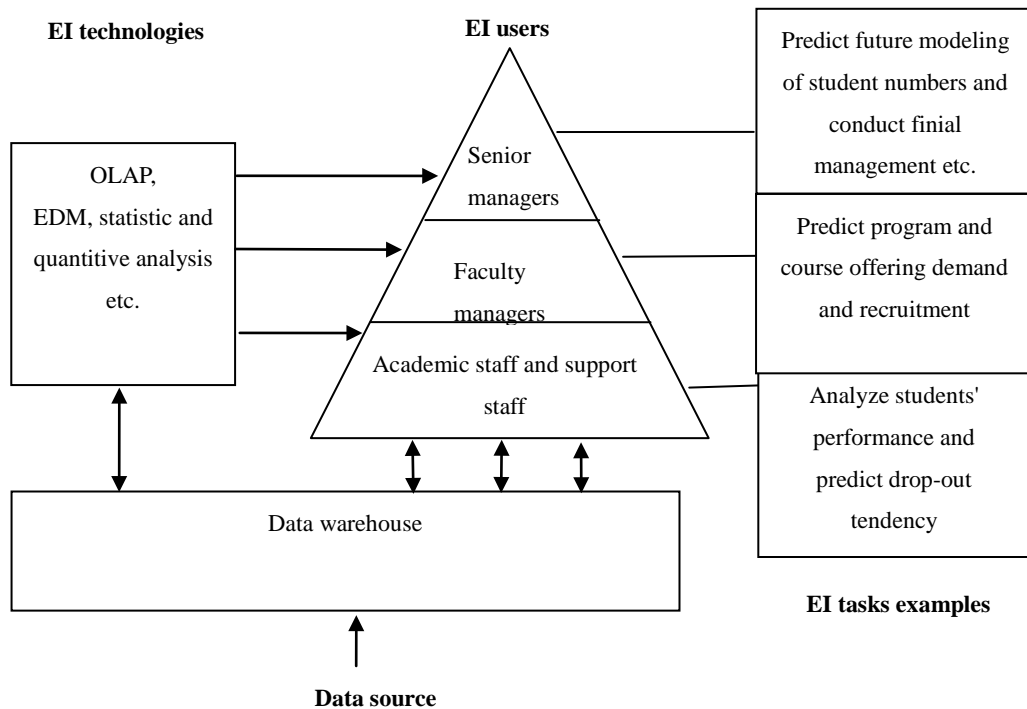 EI technologies
EI users
Predict future modeling
of student numbers and
conduct finial
management etc.
OLAP,
EDM, statistic and
quantitive analysis
etc.
Senior
managers
Predict program and
course offering demand
and recruitment
Faculty
managers
Academic staff and support
staff
Analyze students'
performance and
predict drop-out
tendency
Data warehouse
EI tasks examples
Data source